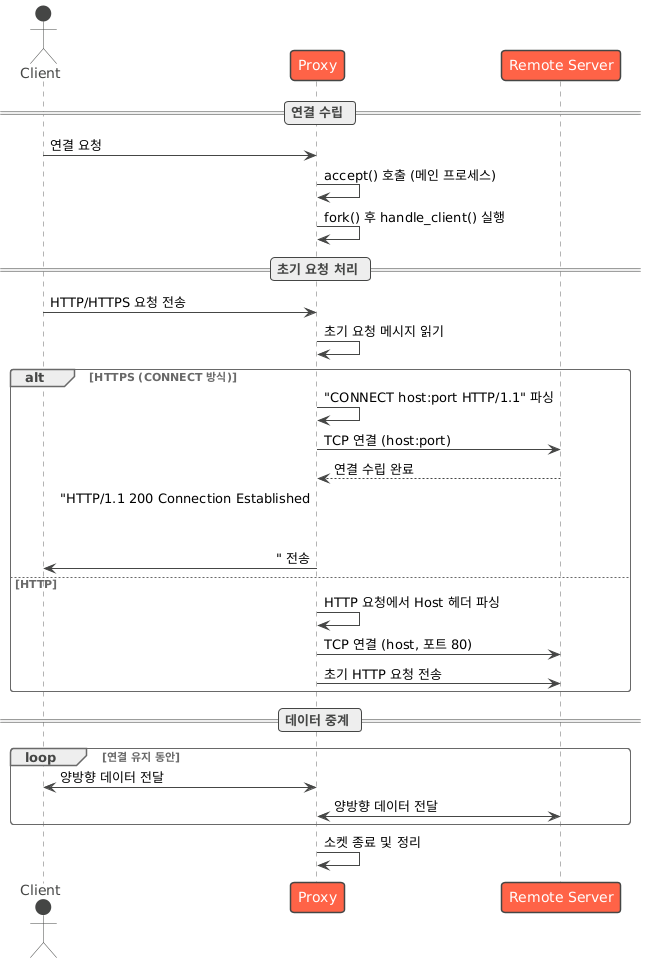 Client
Proxy
Remote Server
연결 수립
연결 요청
accept() 호출 (메인 프로세스)
fork() 후 handle_client() 실행
초기 요청 처리
HTTP/HTTPS 요청 전송
초기 요청 메시지 읽기
alt
[HTTPS (CONNECT 방식)]
"CONNECT host:port HTTP/1.1" 파싱
TCP 연결 (host:port)
연결 수립 완료
"HTTP/1.1 200 Connection Established
" 전송
[HTTP]
HTTP 요청에서 Host 헤더 파싱
TCP 연결 (host, 포트 80)
초기 HTTP 요청 전송
데이터 중계
loop
[연결 유지 동안]
양방향 데이터 전달
양방향 데이터 전달
소켓 종료 및 정리
Client
Proxy
Remote Server